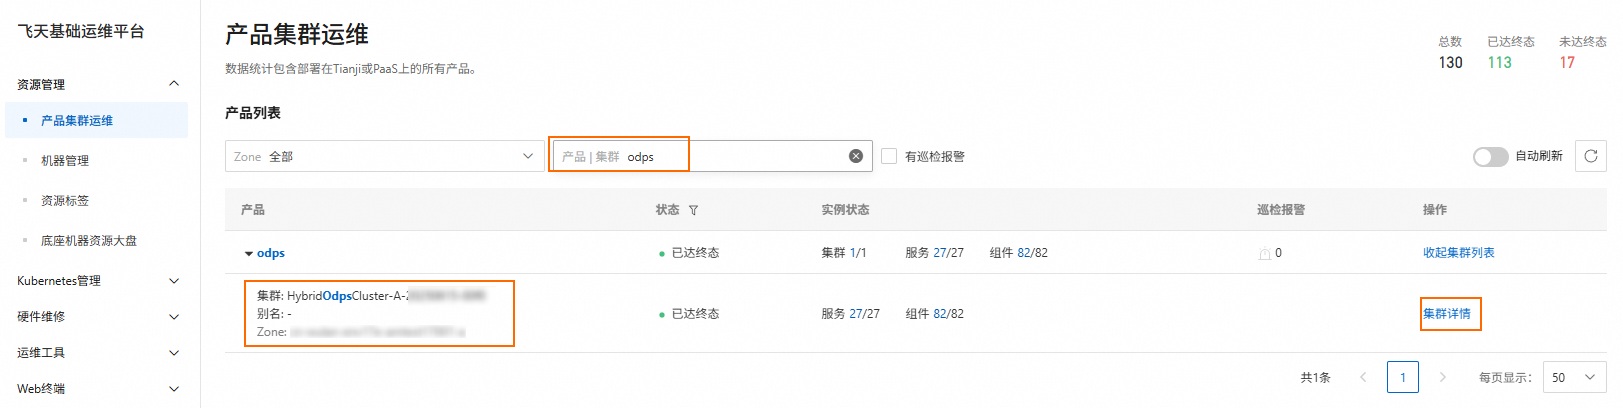 飞天基础运维平台
资源管理
产品集群运维
机器管理
资源标签
底座机器资源大盘
Kubernetes管理
硬件维修
运维工具
Web终端
产品集群运维
数据统计包含部署在Tianji或PaaS上的所有产品。
总数 已达终态 未达终态
130 113 17
产品列表
Zone 全部 产品 | 集群 odps 有巡检报警 自动刷新
产品 状态 实例状态 巡检报警 操作
odps 已达终态 集群 1/1 服务 27/27 组件 82/82 0 收起集群列表
集群: HybridOdpsCluster-A-
别名: - 已达终态 服务 27/27 组件 82/82 集群详情
Zone:
共1条 1 每页显示: 50